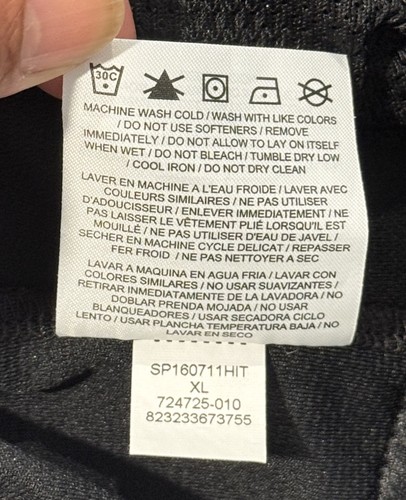 30C
MACHINE WASH COLD / WASH WITH LIKE COLORS
/ DO NOT USE SOFTENERS / REMOVE
IMMEDIATELY / DO NOT ALLOW TO LAY ON ITSELF
WHEN WET / DO NOT BLEACH / TUMBLE DRY LOW
/ COOL IRON / DO NOT DRY CLEAN
LAVER EN MACHINE A L'EAU FROIDE / LAVER AVEC
COULEURS SIMILAIRES / NE PAS UTILISER
D'ADOUCISSEUR / ENLEVER IMMEDIATEMENT / NE
PAS LAISSER LE VÊTEMENT PLIÉ LORSQU'IL EST
MOUILLÉ / NE PAS UTILISER D'EAU DE JAVEL /
SECHER EN MACHINE CYCLE DELICAT / REPASSER
FER FROID / NE PAS NETTOYER A SEC
LAVAR A MAQUINA EN AGUA FRIA / LAVAR CON
COLORES SIMILARES / NO USAR SUAVIZANTES /
RETIRAR INMEDIATAMENTE DE LA LAVADORA / NO
DOBLAR PRENDA MOJADA / NO USAR
BLANQUEADORES / USAR SECADORA CICLO
LENTO / USAR PLANCHA TEMPERATURA BAJA / NO
LAVAR EN SECO
SP160711HIT
XL
724725-010
823233673755